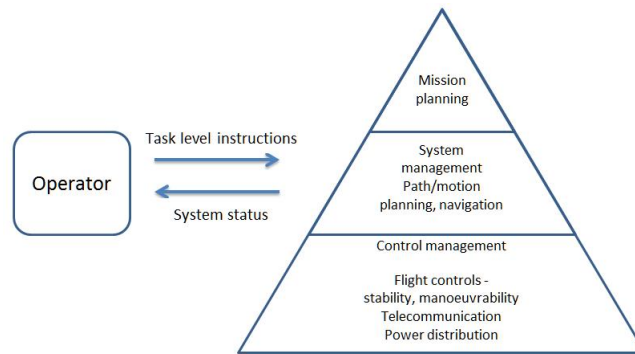 Mission
planning
Task level instructions
Operator
System status
System
management
Path/motion
planning, navigation
Control management
Flight controls -
stability, manoeuvrability
Telecommunication
Power distribution